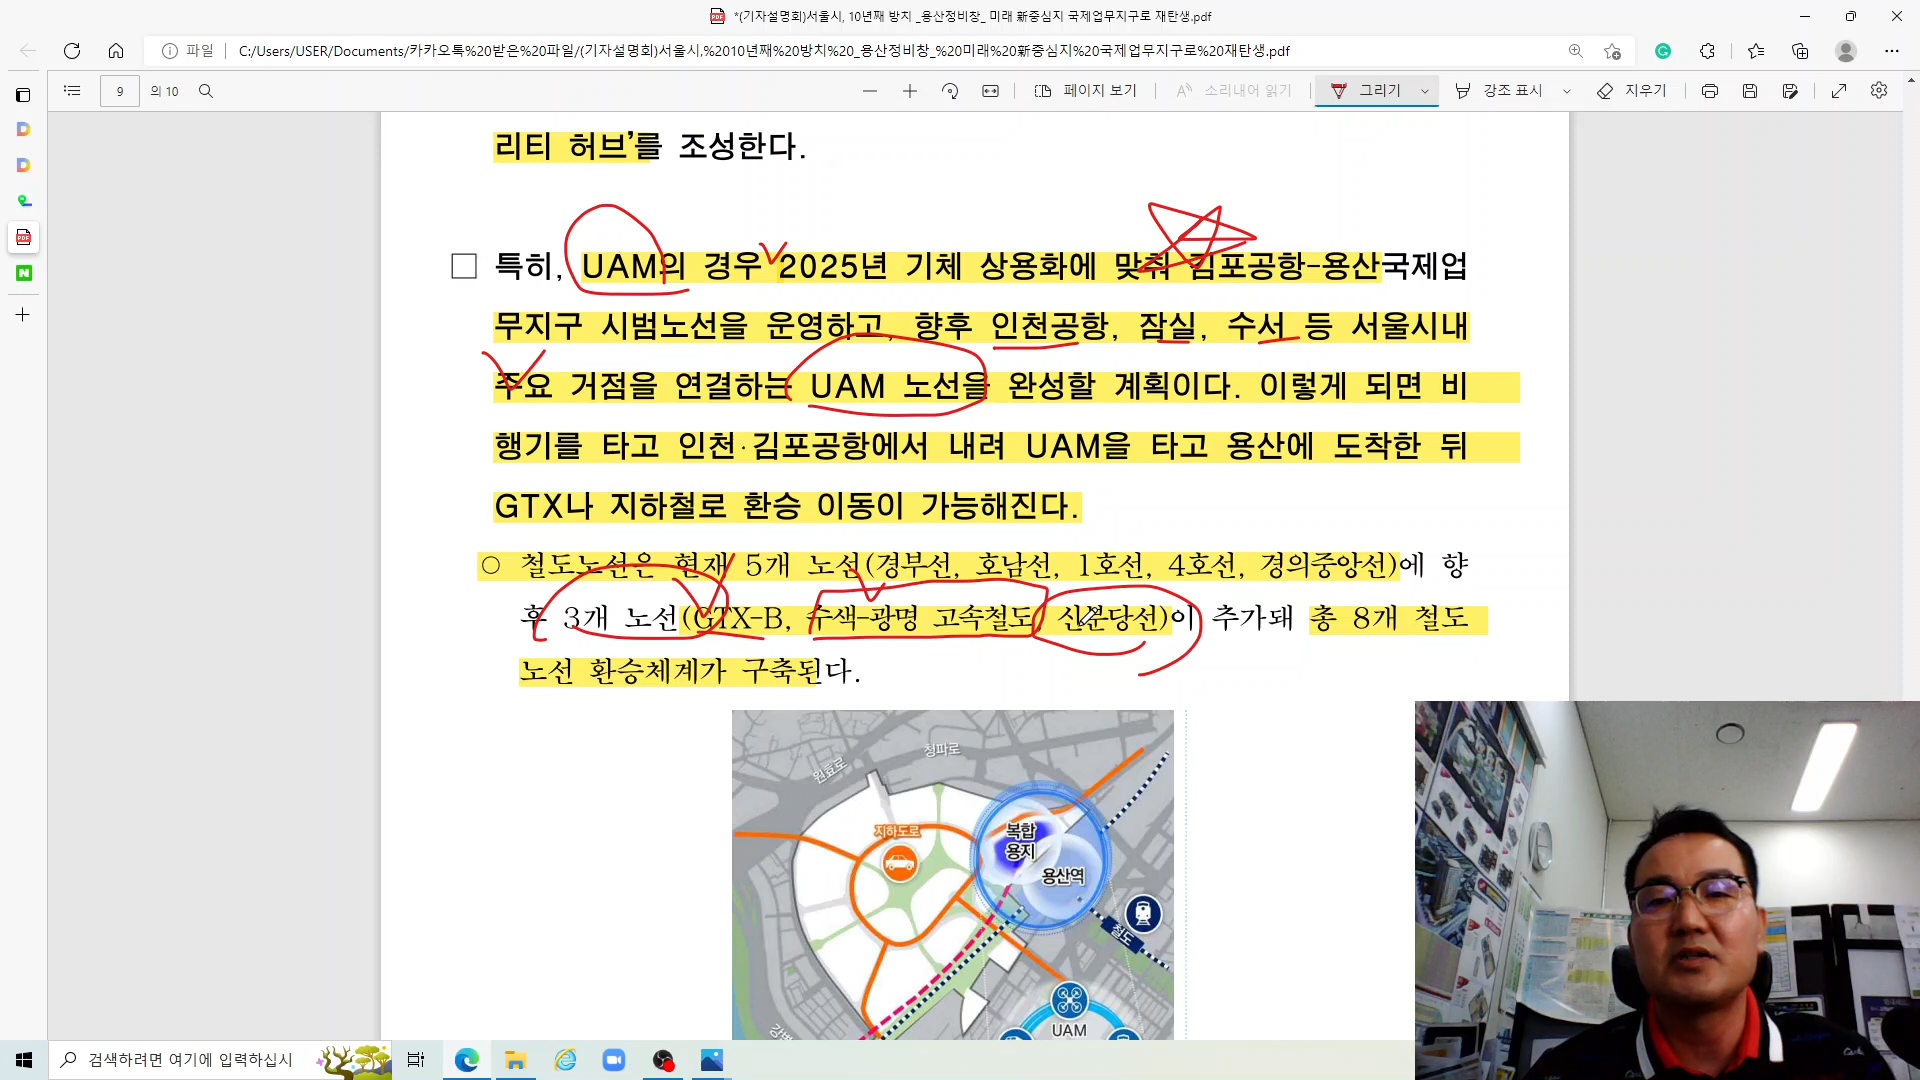 *(기자설명회)서울시, 10년째 방치 _용산정비창_ 미래 新중심지 국제업무지구로 재탄생.pdf
파일
C:/Users/USER/Documents/카카오톡%20받은%20파일/(기자설명회)서울시,%2010년째%20방치%20_용산정비창_%20미래%20新중심지%20국제업무지구로%20재탄생.pdf
9 의 10
페이지 보기
소리내어 읽기
그리기
강조 표시
지우기
리티 허브’를 조성한다.
□ 특히, UAM의 경우 2025년 기체 상용화에 맞춰 김포공항-용산국제업
무지구 시범노선을 운영하고, 향후 인천공항, 잠실, 수서 등 서울시내
주요 거점을 연결하는 UAM 노선을 완성할 계획이다. 이렇게 되면 비
행기를 타고 인천·김포공항에서 내려 UAM을 타고 용산에 도착한 뒤
GTX나 지하철로 환승 이동이 가능해진다.
○ 철도노선은 현재 5개 노선(경부선, 호남선, 1호선, 4호선, 경의중앙선)에 향
후 3개 노선(GTX-B, 수색-광명 고속철도, 신분당선)이 추가돼 총 8개 철도
노선 환승체계가 구축된다.
청파로
원효로
지하도로
복합
용지
용산역
철도
UAM
검색하려면 여기에 입력하십시